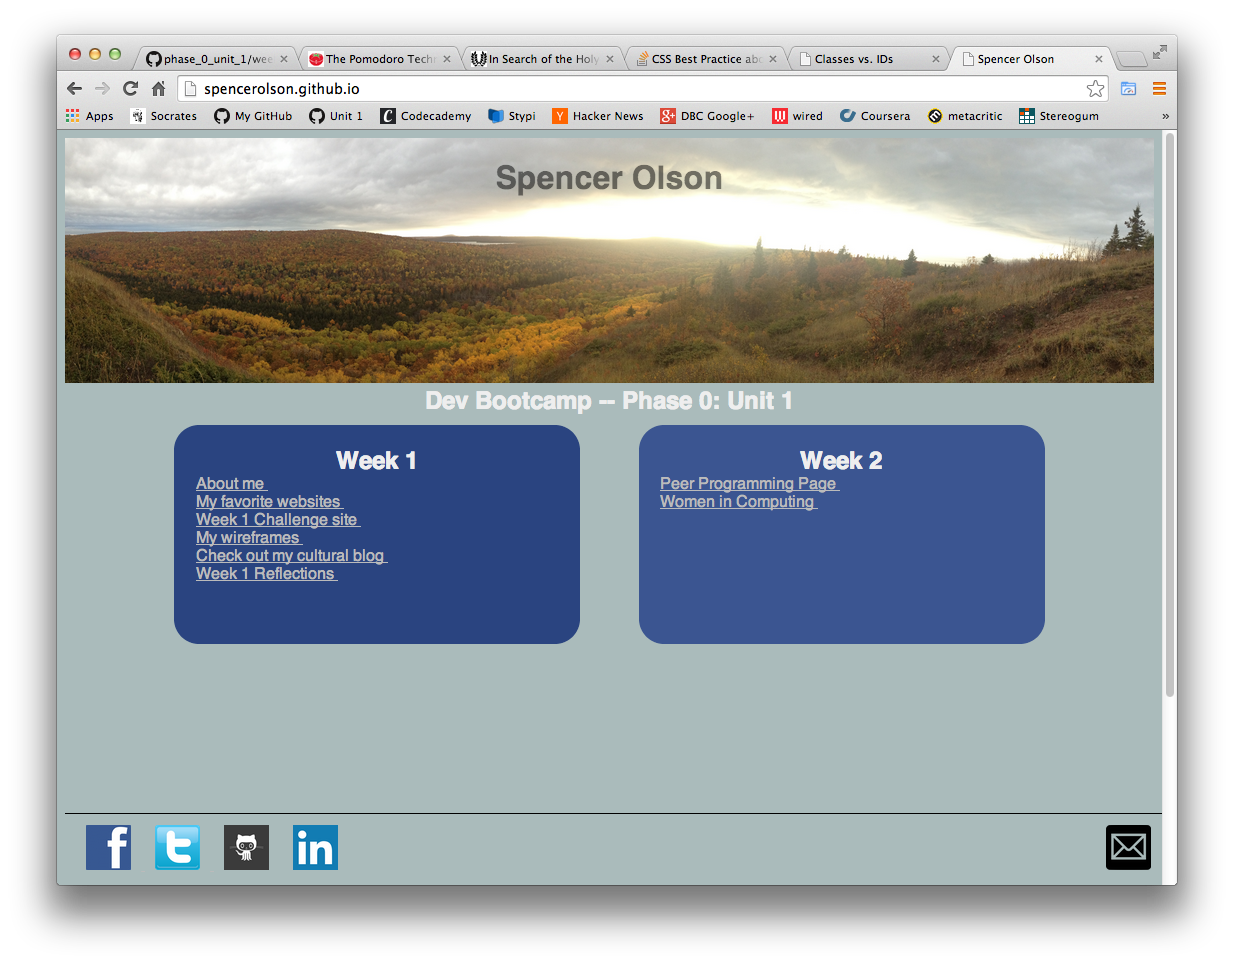 phase_0_unit_1/wee
The Pomodoro Tech
In Search of the Holy
CSS Best Practice abo
Classes vs. IDs
Spencer Olson
spencerolson.github.io
Apps
Socrates
My GitHub
Unit 1
Codecademy
Stypi
Hacker News
DBC Google+
wired
Coursera
metacritic
Stereogum
»
Spencer Olson
Dev Bootcamp -- Phase 0: Unit 1
Week 1
About me
My favorite websites
Week 1 Challenge site
My wireframes
Check out my cultural blog
Week 1 Reflections
Week 2
Peer Programming Page
Women in Computing
f
t
in